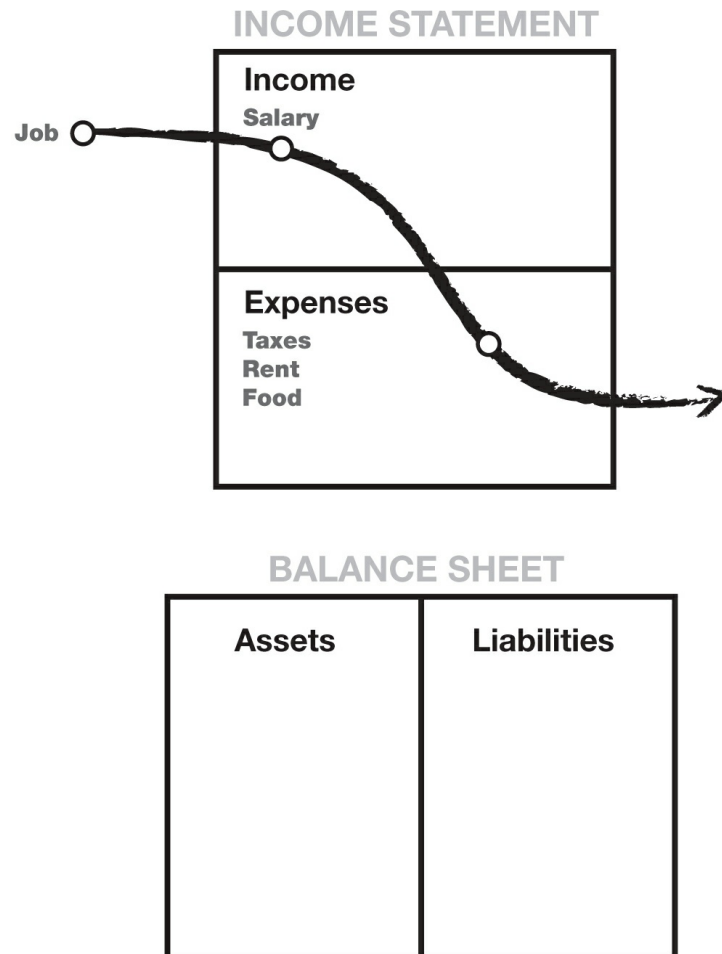 INCOME STATEMENT
Income
Salary
Job
Expenses
Taxes
Rent
Food
BALANCE SHEET
Assets
Liabilities